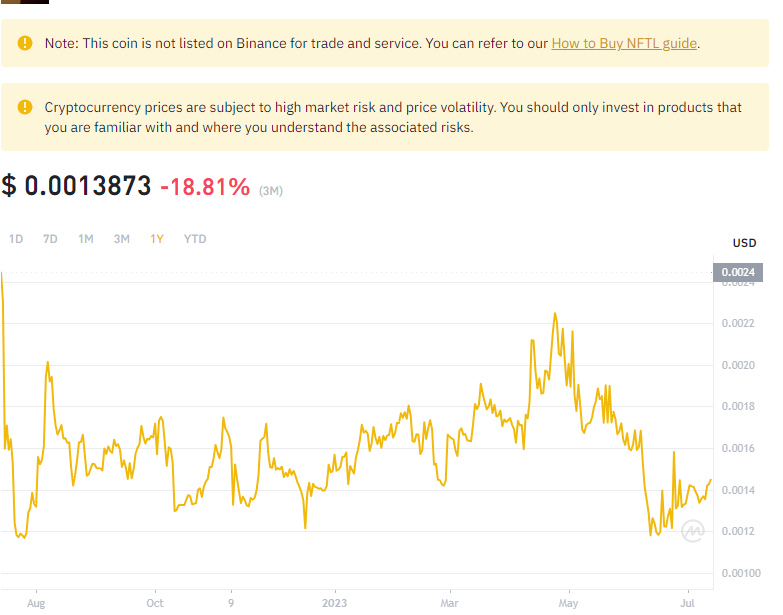 Note: This coin is not listed on Binance for trade and service. You can refer to our How to Buy NFTL guide.
Cryptocurrency prices are subject to high market risk and price volatility. You should only invest in products that
you are familiar with and where you understand the associated risks.
$ 0.0013873 -18.81% (3M)
1D 7D 1M 3M 1Y YTD
USD
0.0024
0.0024
0.0022
0.0020
0.0018
0.0016
0.0014
0.0012
0.00100
Aug Oct 9 2023 Mar May Jul